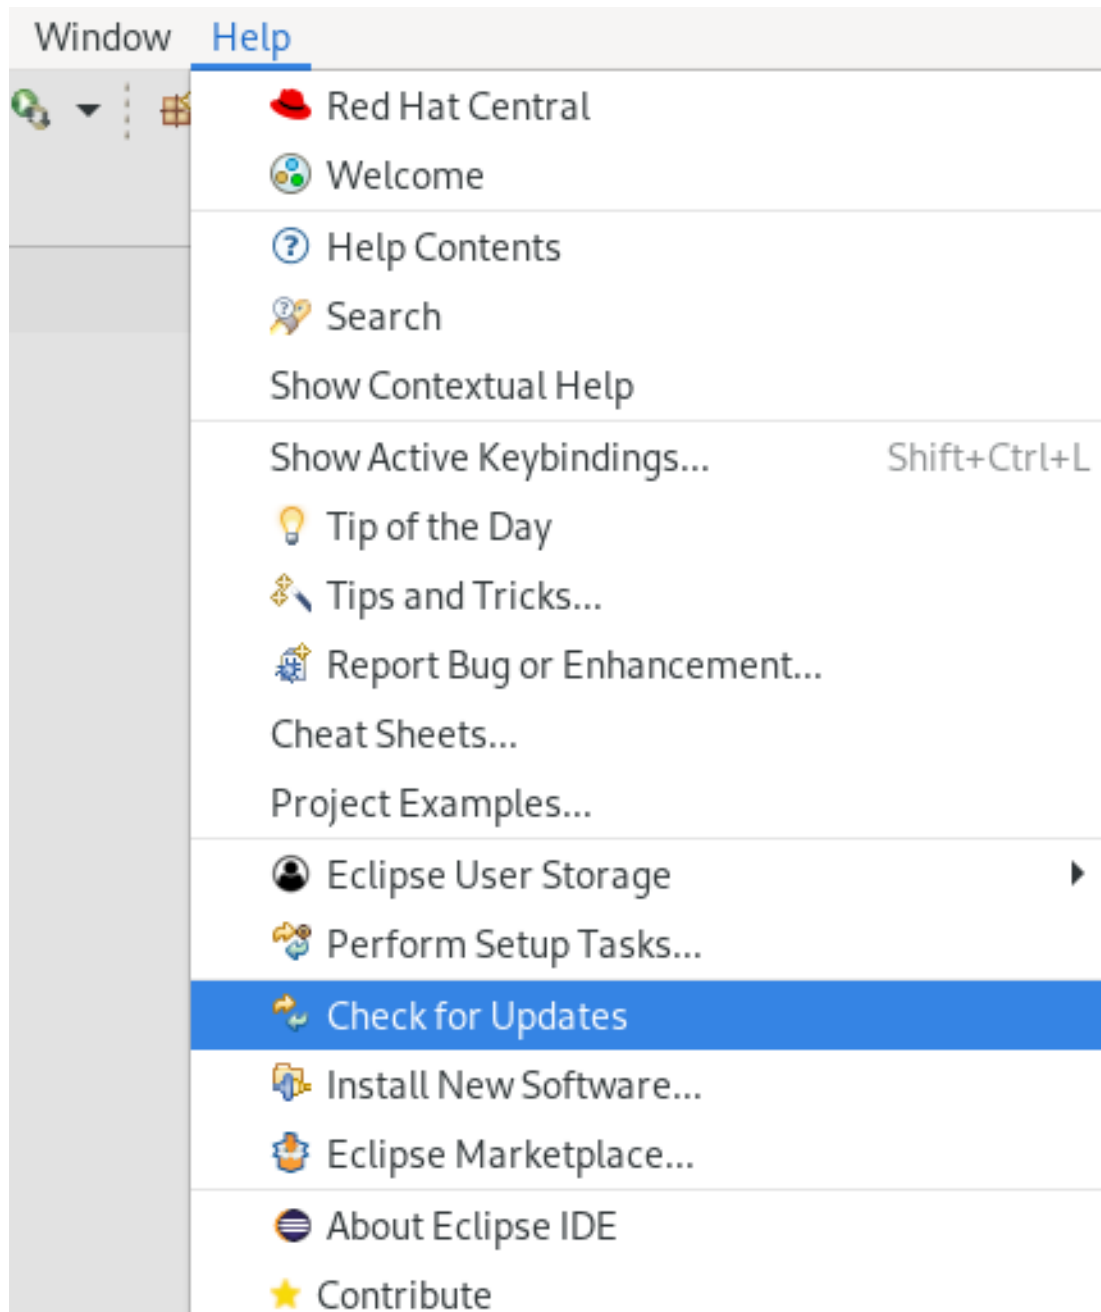 Window Help
Red Hat Central
Welcome
Help Contents
Search
Show Contextual Help
Show Active Keybindings... Shift+Ctrl+L
Tip of the Day
Tips and Tricks...
Report Bug or Enhancement...
Cheat Sheets...
Project Examples...
Eclipse User Storage
Perform Setup Tasks...
Check for Updates
Install New Software...
Eclipse Marketplace...
About Eclipse IDE
Contribute